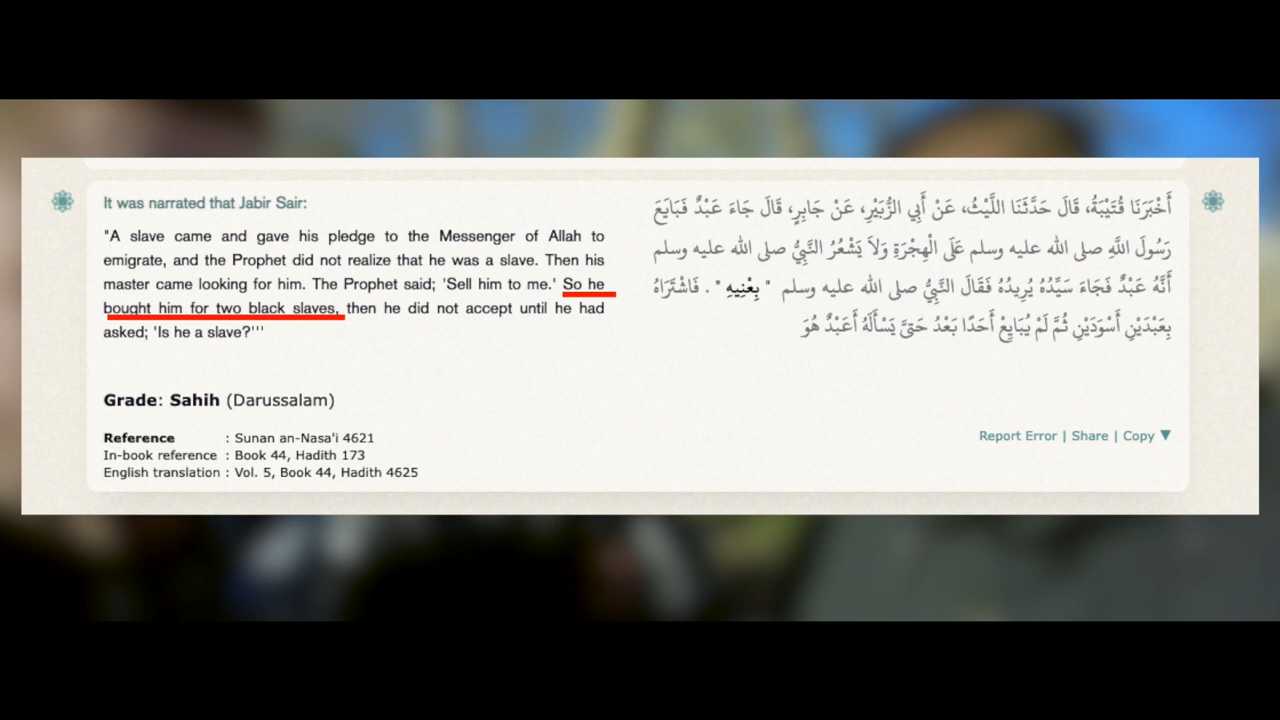 It was narrated that Jabir Sair:
"A slave came and gave his pledge to the Messenger of Allah to
emigrate, and the Prophet did not realize that he was a slave. Then his
master came looking for him. The Prophet said; 'Sell him to me.' So he
bought him for two black slaves, then he did not accept until he had
asked; 'Is he a slave?'''
أَخْبَرَنَا قُتَيْبَةُ، قَالَ حَدَّثَنَا اللَّيْثُ، عَنْ أَبِي الزُّبَيْرِ، عَنْ جَابِرٍ، قَالَ جَاءَ عَبْدٌ فَبَايَعَ
رَسُولَ اللَّهِ صلى الله عليه وسلم عَلَى الْهِجْرَةِ وَلاَ يَشْعُرُ النَّبِيُّ صلى الله عليه وسلم
أَنَّهُ عَبْدٌ فَجَاءَ سَيِّدُهُ يُرِيدُهُ فَقَالَ النَّبِيُّ صلى الله عليه وسلم ‏"‏ بِعْنِيهِ ‏"‏ ‏.‏ فَاشْتَرَاهُ
بِعَبْدَيْنِ أَسْوَدَيْنِ ثُمَّ لَمْ يُبَايِعْ أَحَدًا بَعْدُ حَتَّى يَسْأَلَهُ أَعَبْدٌ هُوَ
Grade: Sahih (Darussalam)
Reference : Sunan an-Nasa'i 4621
In-book reference : Book 44, Hadith 173
English translation : Vol. 5, Book 44, Hadith 4625
Report Error | Share | Copy ▼